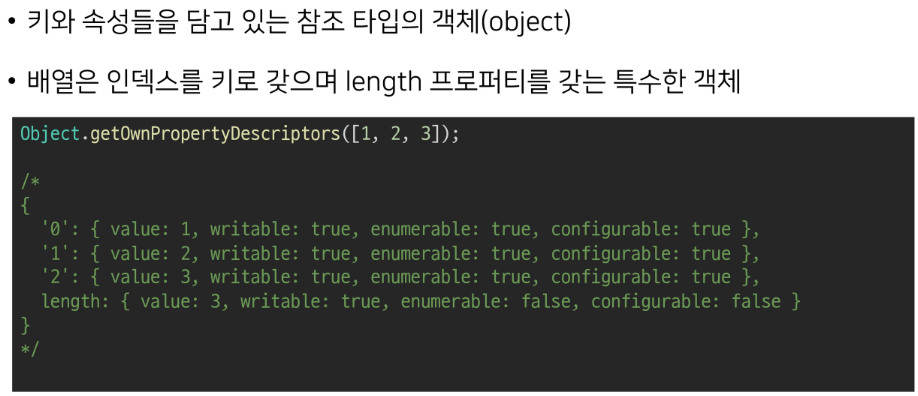 • 키와 속성들을 담고 있는 참조 타입의 객체(object)
• 배열은 인덱스를 키로 갖으며 length 프로퍼티를 갖는 특수한 객체
Object.getOwnPropertyDescriptors([1, 2, 3]);
/*
{
  '0': { value: 1, writable: true, enumerable: true, configurable: true },
  '1': { value: 2, writable: true, enumerable: true, configurable: true },
  '2': { value: 3, writable: true, enumerable: true, configurable: true },
  length: { value: 3, writable: true, enumerable: false, configurable: false }
}
*/